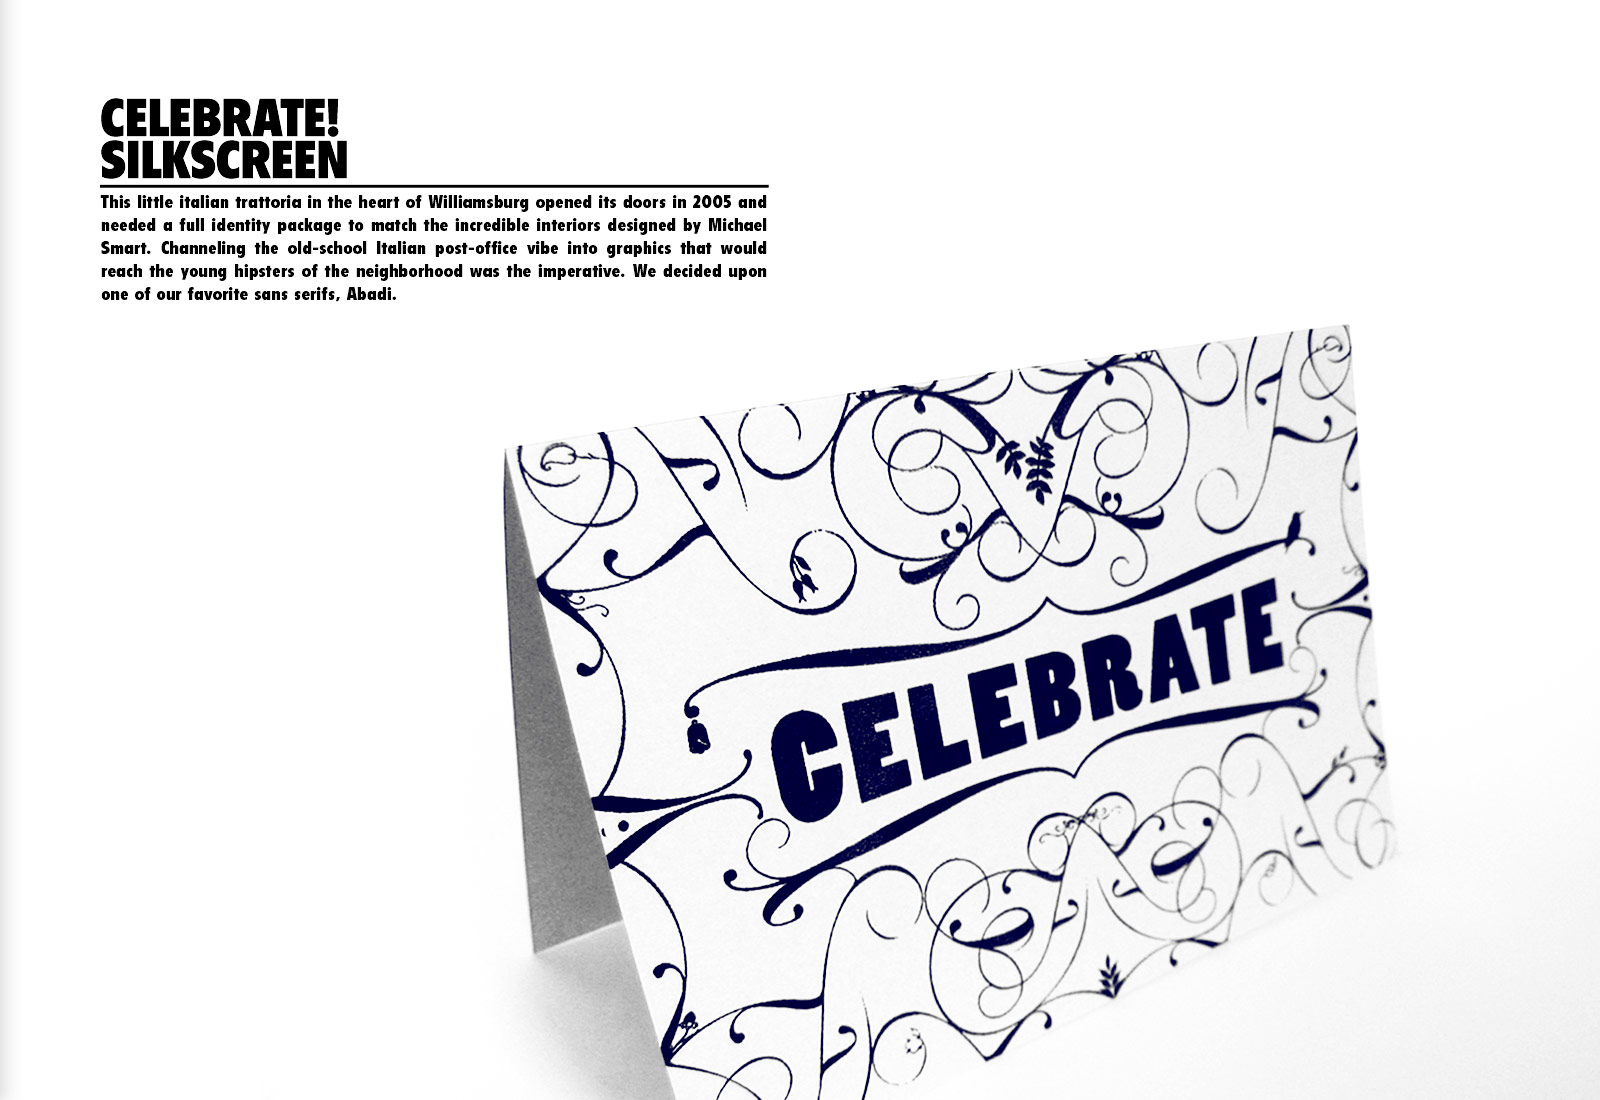 CELEBRATE!
SILKSCREEN
This little italian trattoria in the heart of Williamsburg opened its doors in 2005 and
needed a full identity package to match the incredible interiors designed by Michael
Smart. Channeling the old-school Italian post-office vibe into graphics that would
reach the young hipsters of the neighborhood was the imperative. We decided upon
one of our favorite sans serifs, Abadi.
CELEBRATE